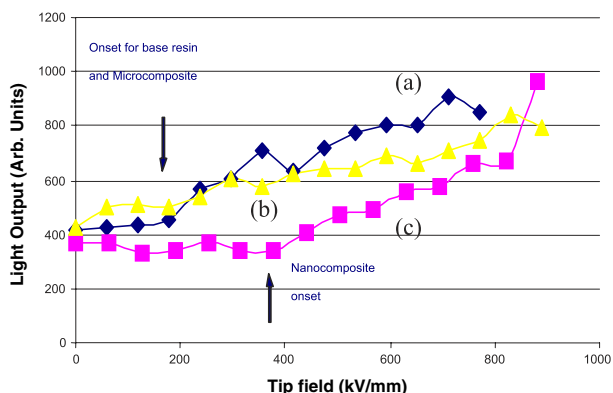 1200
1000
800
600
400
200
0
Light Output (Arb. Units)
Onset for base resin
and Microcomposite
(a)
(b)
(c)
Nanocomposite
onset
0
200
400
600
800
1000
Tip field (kV/mm)